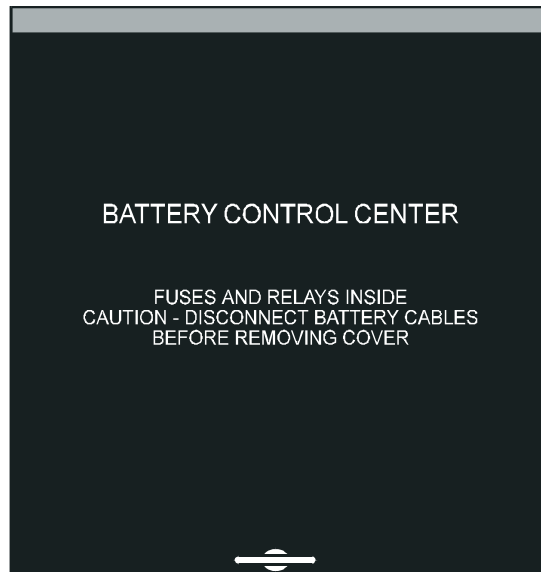 BATTERY CONTROL CENTER
FUSES AND RELAYS INSIDE
CAUTION - DISCONNECT BATTERY CABLES
BEFORE REMOVING COVER